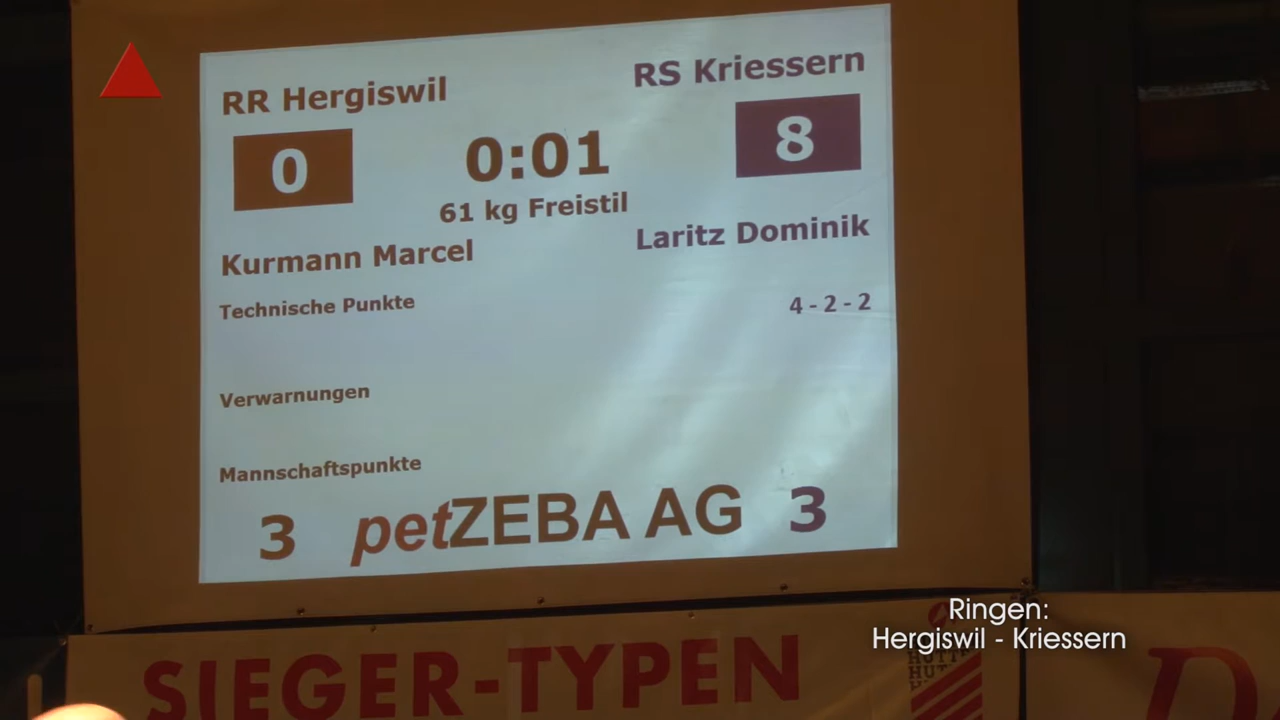 RR Hergiswil
RS Kriessern
0
0:01
8
61 kg Freistil
Kurmann Marcel
Laritz Dominik
Technische Punkte
4 - 2 - 2
Verwarnungen
Mannschaftspunkte
3
petZEBA AG
3
Ringen:
Hergiswil - Kriessern
SIEGER-TYPEN